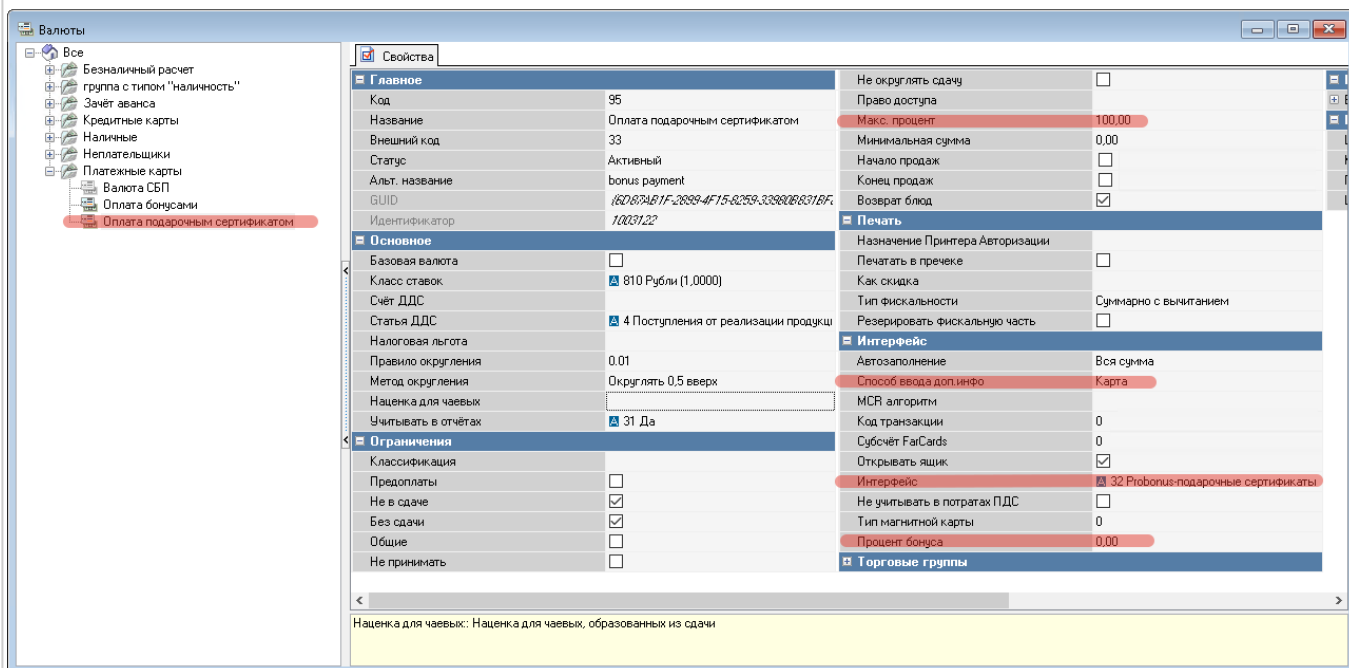 Валюты
Все
Безналичный расчет
группа с типом "наличность"
Зачёт аванса
Кредитные карты
Наличные
Неплательщики
Платежные карты
Валюта СБП
Оплата бонусами
Оплата подарочным сертификатом
Свойства
Главное
Код 95
Название Оплата подарочным сертификатом
Внешний код 33
Статус Активный
Альт. название bonus payment
GUID
Идентификатор 1003122
Основное
Базовая валюта
Класс ставок 810 Рубли (1,0000)
Счёт ДДС
Статья ДДС 4 Поступления от реализации продукц
Налоговая льгота
Правило округления 0.01
Метод округления Округлять 0,5 вверх
Наценка для чаевых
Учитывать в отчётах 31 Да
Ограничения
Классификация
Предоплаты
Не в сдаче
Без сдачи
Общие
Не принимать
Не округлять сдачу
Право доступа
Макс. процент 100,00
Минимальная сумма 0,00
Начало продаж
Конец продаж
Возврат блюд
Печать
Назначение Принтера Авторизации
Печатать в пречеке
Как скидка
Тип фискальности Суммарно с вычитанием
Резерировать фискальную часть
Интерфейс
Автозаполнение Вся сумма
Способ ввода доп.инфо Карта
MCR алгоритм
Код транзакции 0
Субсчёт FarCards 0
Открывать ящик
Интерфейс 32 Probonus-подарочные сертификаты
Не учитывать в потратах ПДС
Тип магнитной карты 0
Процент бонуса 0,00
Торговые группы
Наценка для чаевых:: Наценка для чаевых, образованных из сдачи